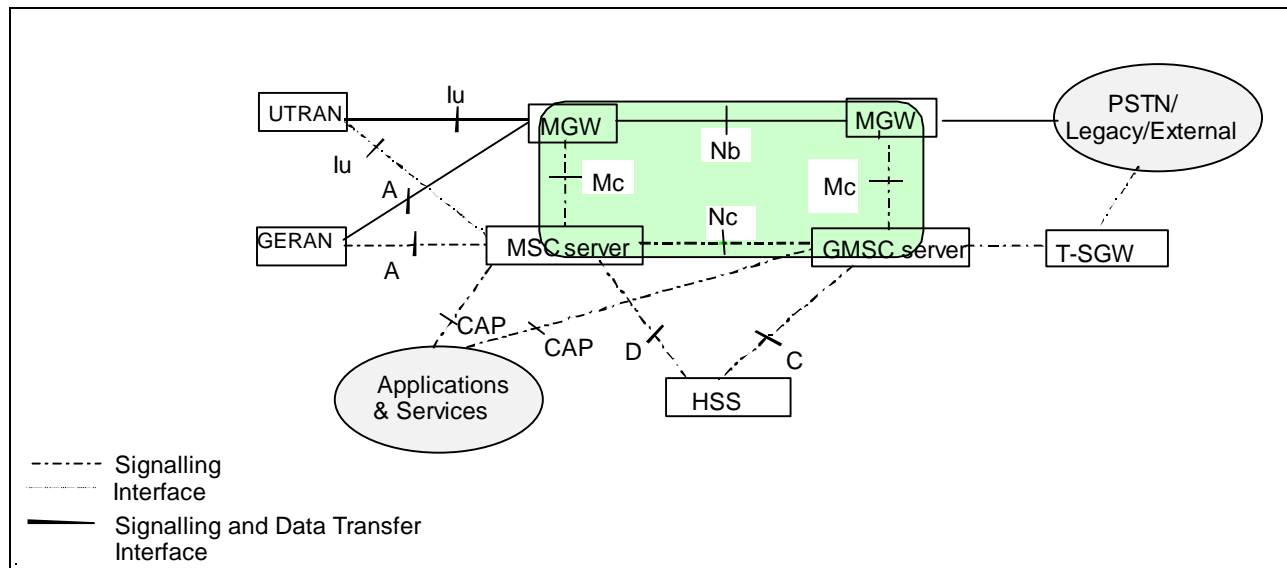 Iu
UTRAN
MGW
MGW
PSTN/
Legacy/External
Nb
Iu
Mc
Mc
A
Nc
GERAN
MSC server
GMSC server
T-SGW
A
CAP
CAP
D
C
Applications
& Services
HSS
Signalling
Interface
Signalling and Data Transfer
Interface